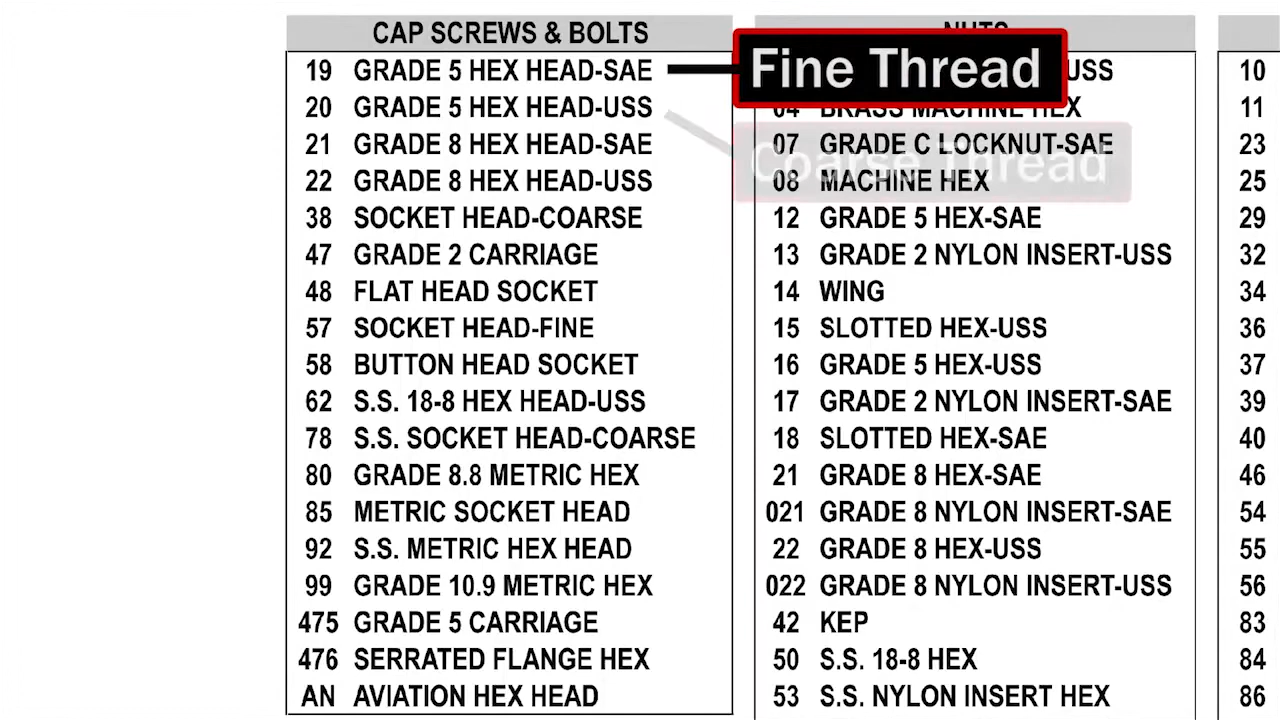 CAP SCREWS & BOLTS
19 GRADE 5 HEX HEAD-SAE
20 GRADE 5 HEX HEAD-USS
21 GRADE 8 HEX HEAD-SAE
22 GRADE 8 HEX HEAD-USS
38 SOCKET HEAD-COARSE
47 GRADE 2 CARRIAGE
48 FLAT HEAD SOCKET
57 SOCKET HEAD-FINE
58 BUTTON HEAD SOCKET
62 S.S. 18-8 HEX HEAD-USS
78 S.S. SOCKET HEAD-COARSE
80 GRADE 8.8 METRIC HEX
85 METRIC SOCKET HEAD
92 S.S. METRIC HEX HEAD
99 GRADE 10.9 METRIC HEX
475 GRADE 5 CARRIAGE
476 SERRATED FLANGE HEX
AN AVIATION HEX HEAD
NUTS
Fine Thread
USS
04 BRASS MACHINE HEX
Coarse Thread
07 GRADE C LOCKNUT-SAE
08 MACHINE HEX
12 GRADE 5 HEX-SAE
13 GRADE 2 NYLON INSERT-USS
14 WING
15 SLOTTED HEX-USS
16 GRADE 5 HEX-USS
17 GRADE 2 NYLON INSERT-SAE
18 SLOTTED HEX-SAE
21 GRADE 8 HEX-SAE
021 GRADE 8 NYLON INSERT-SAE
22 GRADE 8 HEX-USS
022 GRADE 8 NYLON INSERT-USS
42 KEP
50 S.S. 18-8 HEX
53 S.S. NYLON INSERT HEX
10
11
23
25
29
32
34
36
37
39
40
46
54
55
56
83
84
86